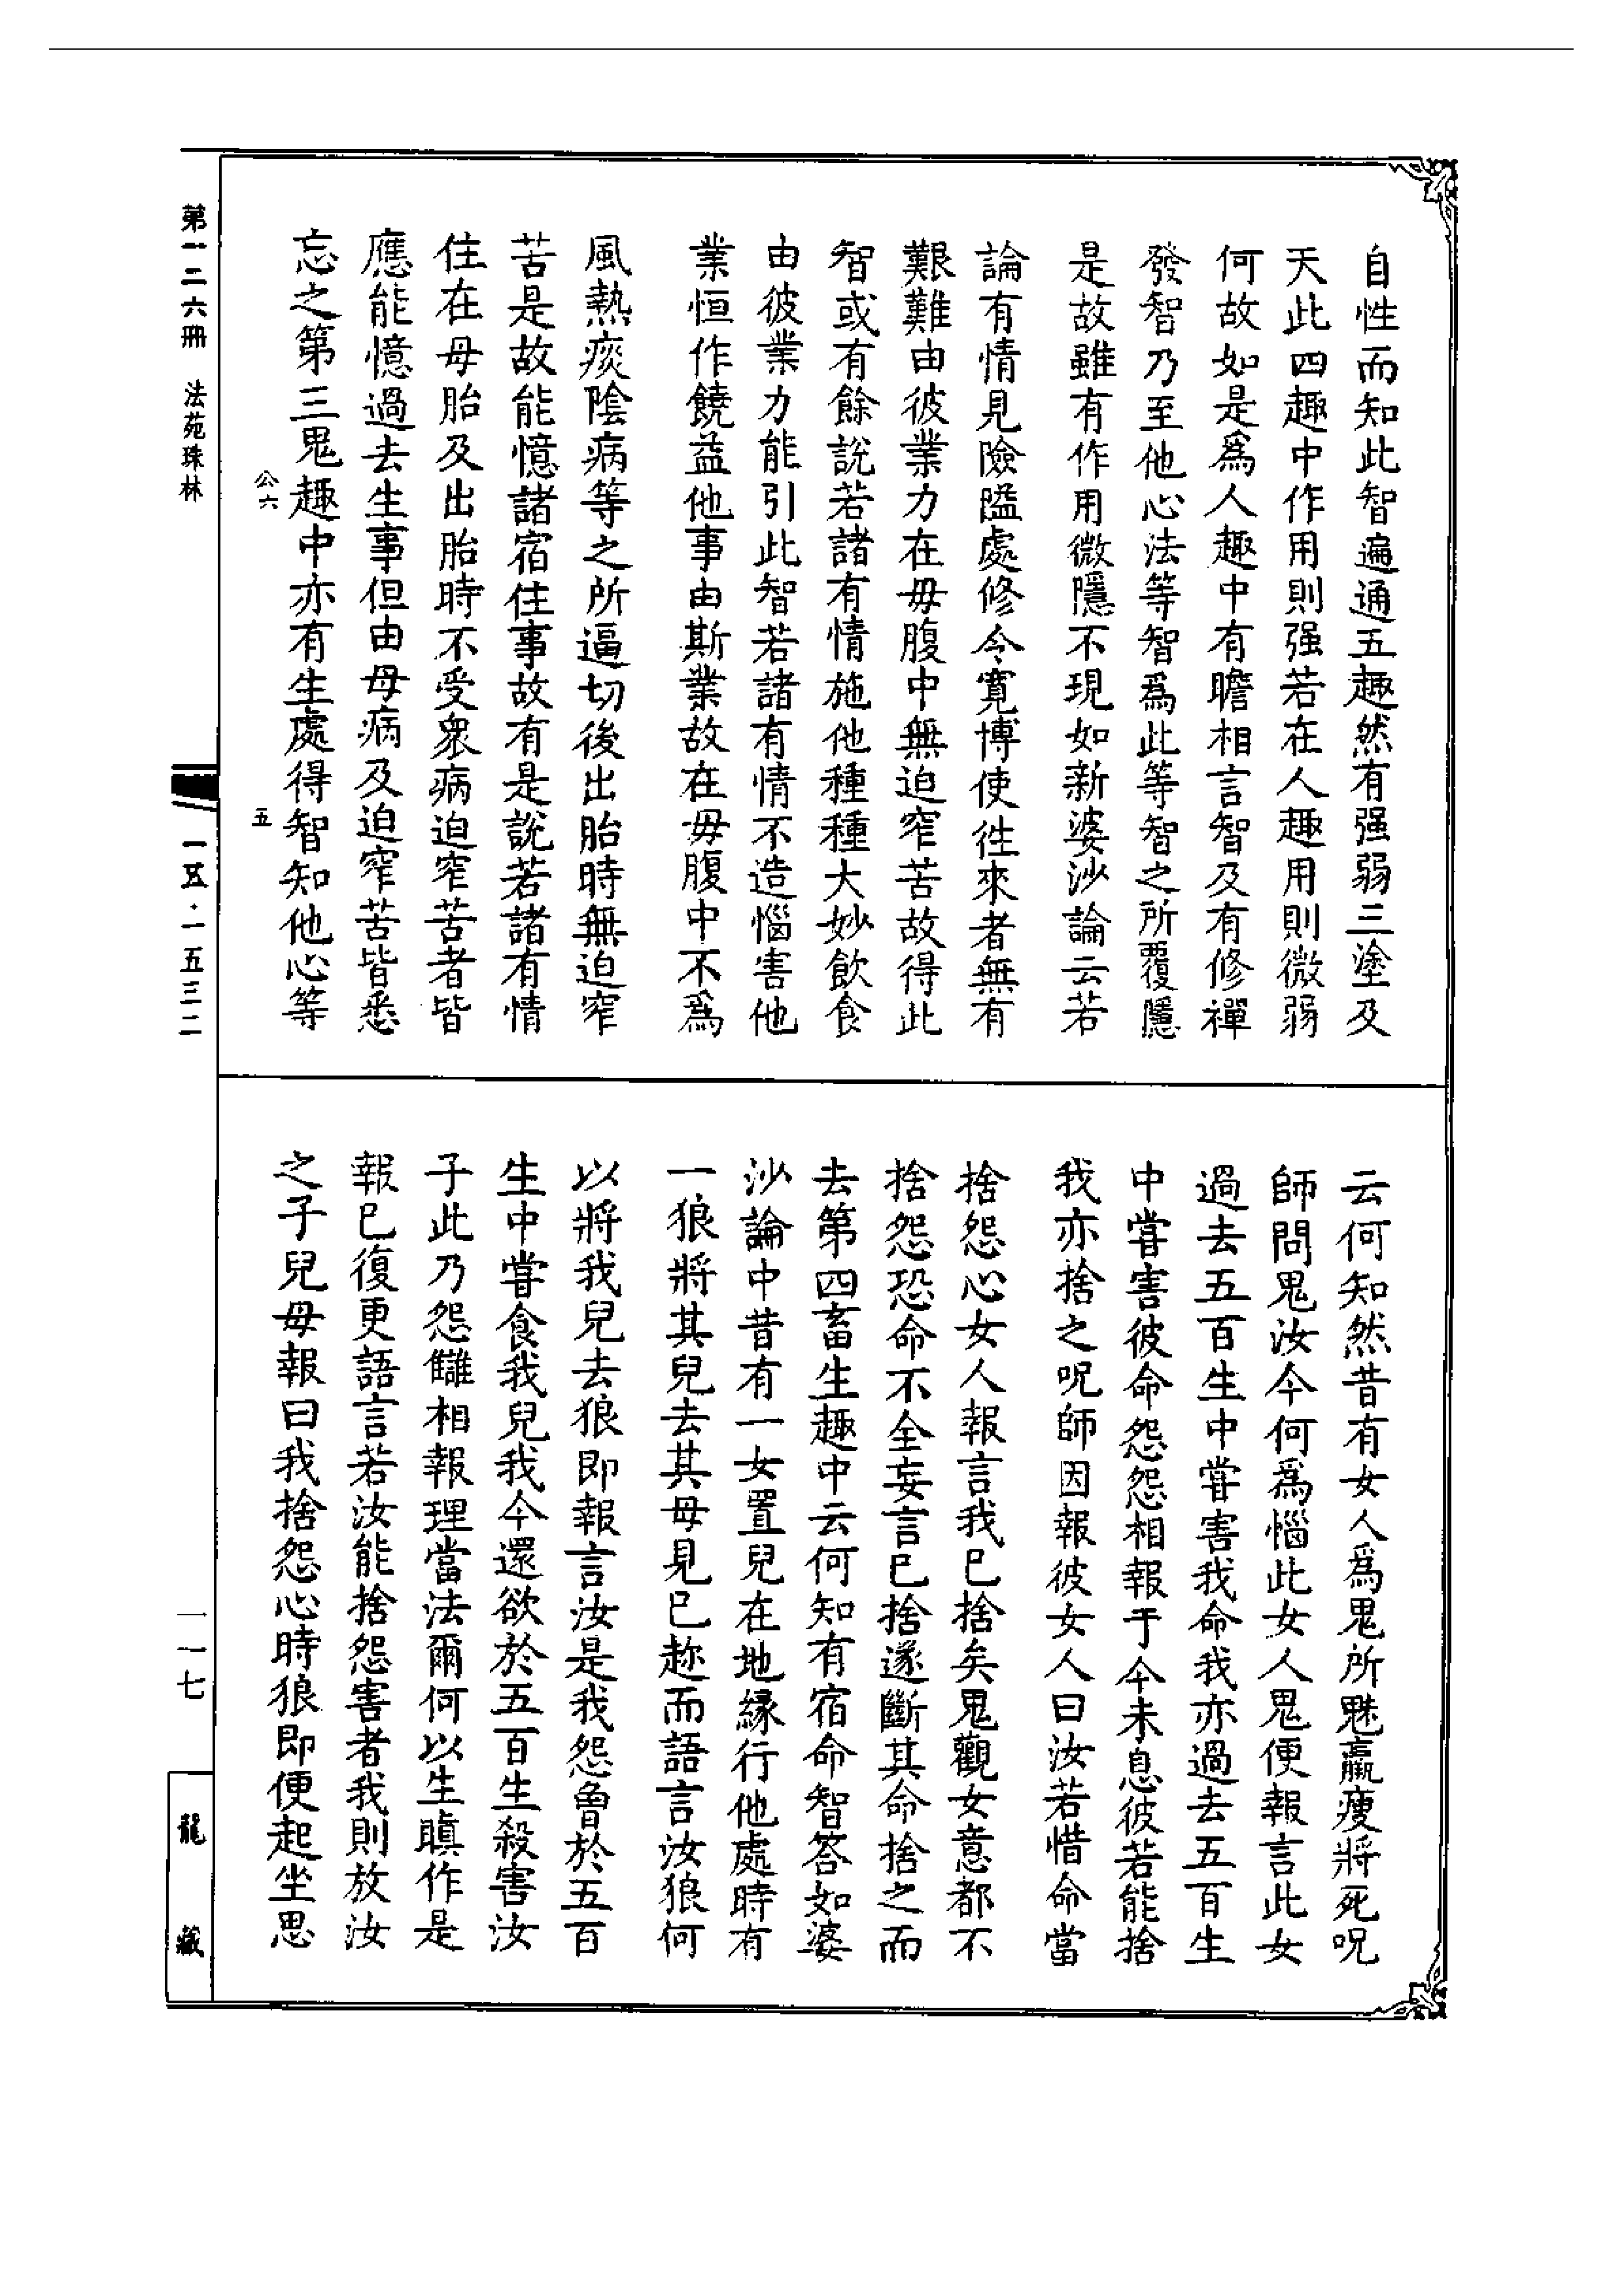 自性而知此智遍通五趣然有强弱三塗及
天此四趣中作用則强若在人趣用則微弱
何故如是爲人趣中有瞻相言智及有修禪
發智乃至他心法等智爲此等智之所覆隱
是故雖有作用微隱不現如新婆沙論云若
論有情見險隘處修令寬博使往來者無有
艱難由彼業力在母腹中無迫窄苦故得此
智或有餘說若諸有情施他種種大妙飲食
由彼業力能引此智若諸有情不造惱害他
業恒作饒益他事由斯業故在母腹中不爲
風熱痰陰病等之所逼切後出胎時無迫窄
苦是故能憶諸宿住事故有是說若諸有情
住在母胎及出胎時不受衆病迫窄苦者皆
應能憶過去生事但由母病及迫窄苦皆悉
忘之第三鬼趣中亦有生處得智知他心等
公六
五
云何知然昔有女人爲鬼所魅羸瘦將死呪
師問鬼汝今何爲惱此女人鬼便報言此女
過去五百生中甞害我命我亦過去五百生
中甞害彼命怨怨相報于今未息彼若能捨
我亦捨之呪師因報彼女人曰汝若惜命當
捨怨心女人報言我已捨矣鬼觀女意都不
捨怨恐命不全妄言已捨遂斷其命捨之而
去第四畜生趣中云何知有宿命智答如婆
沙論中昔有一女置兒在地緣行他處時有
一狼將其兒去其母見已趂而語言汝狼何
以將我兒去狼即報言汝是我怨曾於五百
生中甞食我兒我今還欲於五百生殺害汝
子此乃怨讎相報理當法爾何以生瞋作是
報已復更語言若汝能捨怨害者我則放汝
之子兒母報曰我捨怨心時狼即便起坐思
第一二六冊 法苑珠林
一五·一五三二
一一七
龍藏